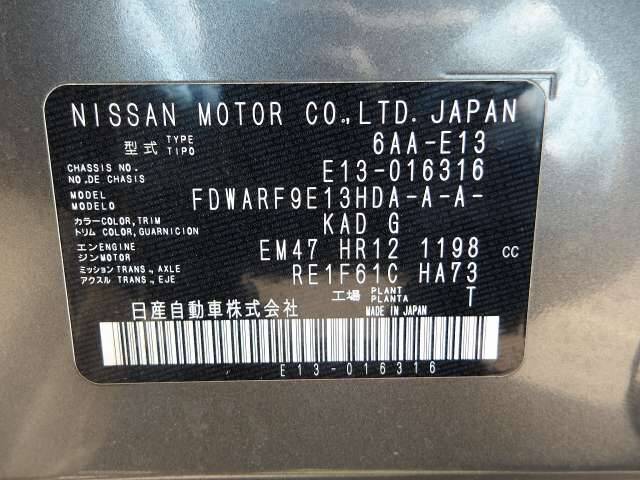 NISSAN MOTOR CO.,LTD. JAPAN
型式 TYPE TIPO 6AA-E13
CHASSIS NO. NO.DE CHASIS E13-016316
MODEL MODELO FDWARF9E13HDA-A-A-
カラー COLOR,TRIM トリム COLOR,GUARNICION KAD G
エンジン ENGINE MOTOR EM47 HR12 1198 CC
ミッション TRANS.,AXLE アクスル TRANS.,EJE RE1F61C HA73
工場 PLANT PLANTA T
日産自動車株式会社 MADE IN JAPAN
E13-016316